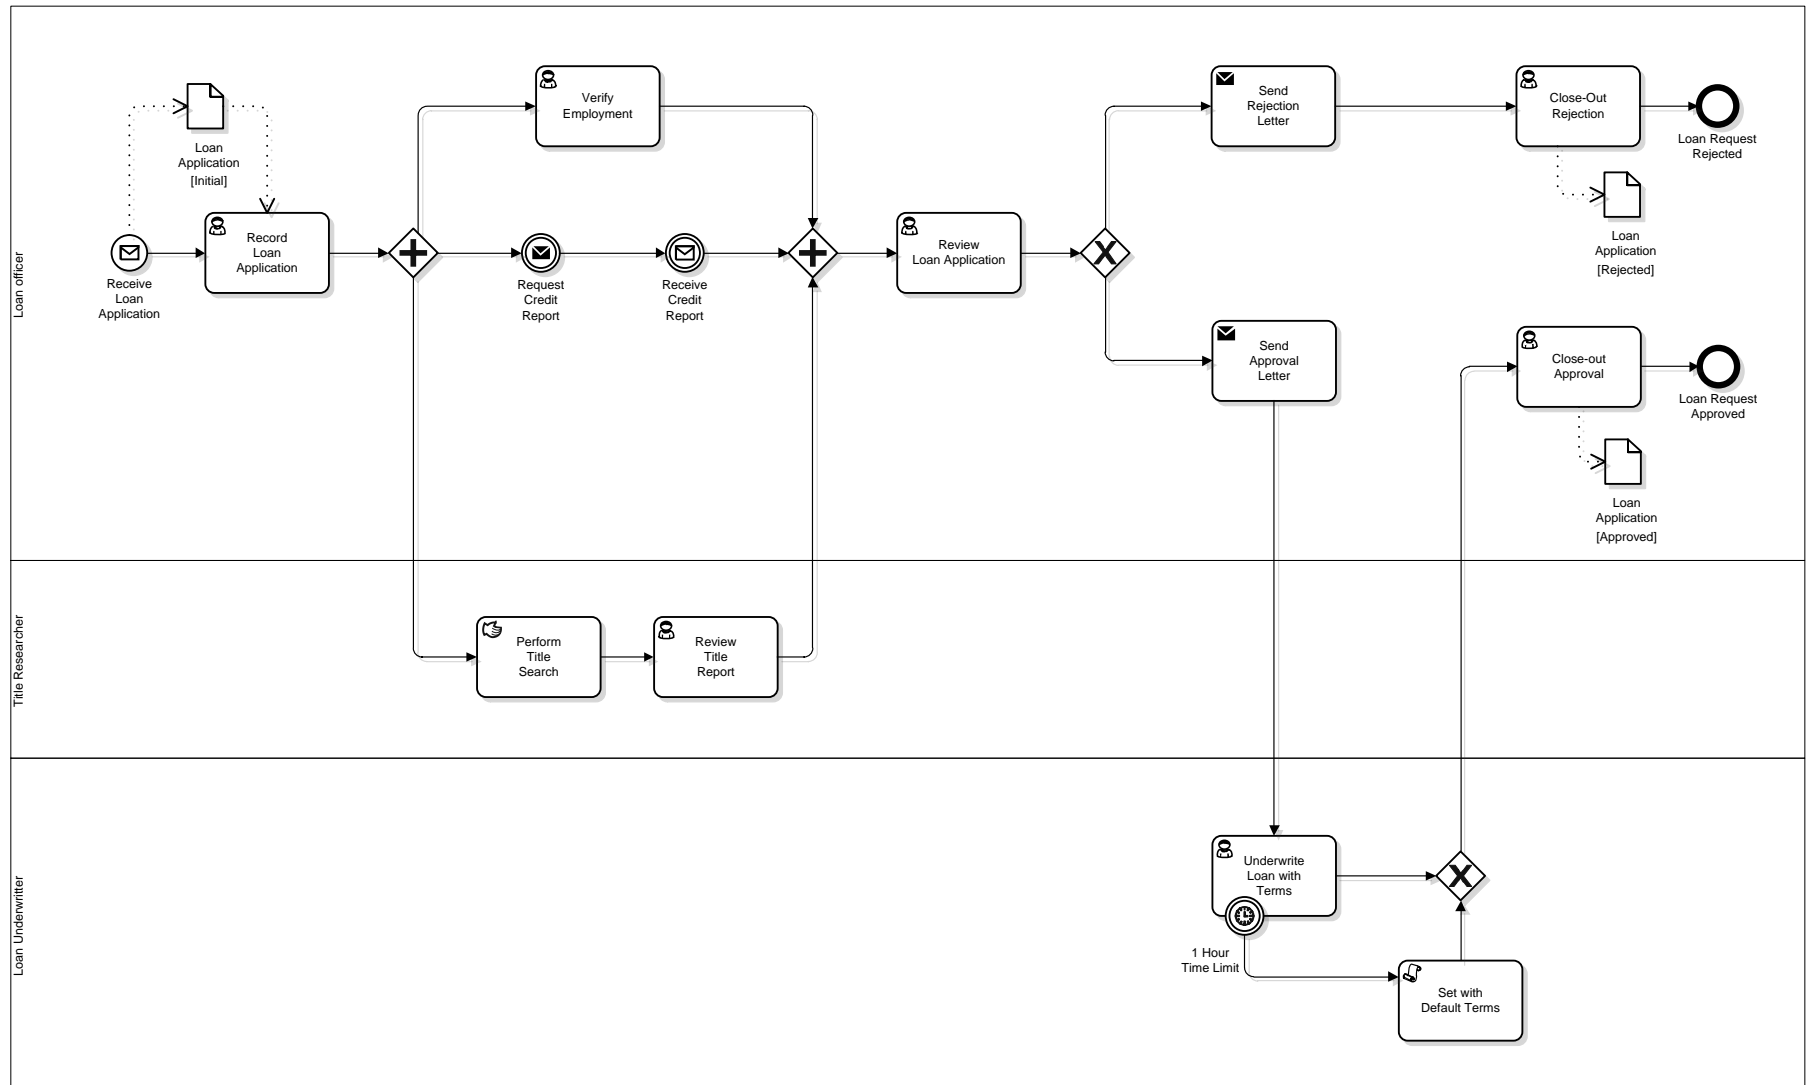 Loan officer
Receive
Loan
Application
Loan
Application
[Initial]
Record
Loan
Application
Verify
Employment
Request
Credit
Report
Receive
Credit
Report
Review
Loan Application
Send
Rejection
Letter
Close-Out
Rejection
Loan Request
Rejected
Loan
Application
[Rejected]
Send
Approval
Letter
Close-out
Approval
Loan Request
Approved
Loan
Application
[Approved]
Title Researcher
Perform
Title
Search
Review
Title
Report
Loan Underwritter
Underwrite
Loan with
Terms
1 Hour
Time Limit
Set with
Default Terms